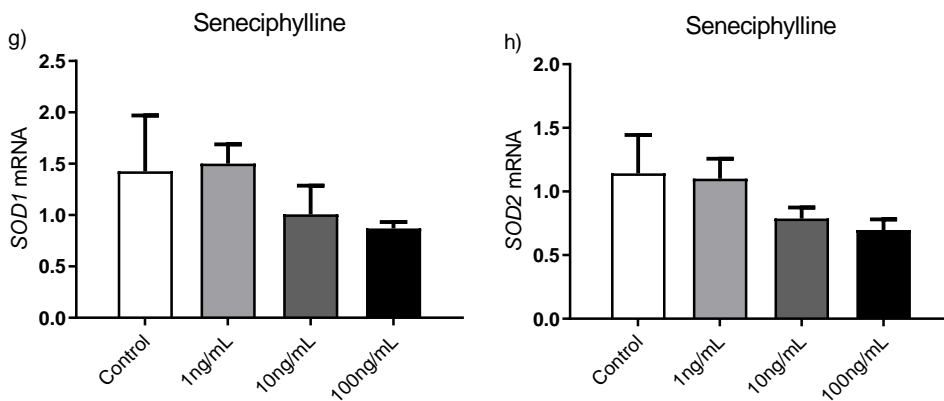 g)
Seneciphylline
SOD1 mRNA
2.5
2.0
1.5
1.0
0.5
0.0
Control
1ng/mL
10ng/mL
100ng/mL
h)
Seneciphylline
SOD2 mRNA
2.0
1.5
1.0
0.5
0.0
Control
1ng/mL
10ng/mL
100ng/mL